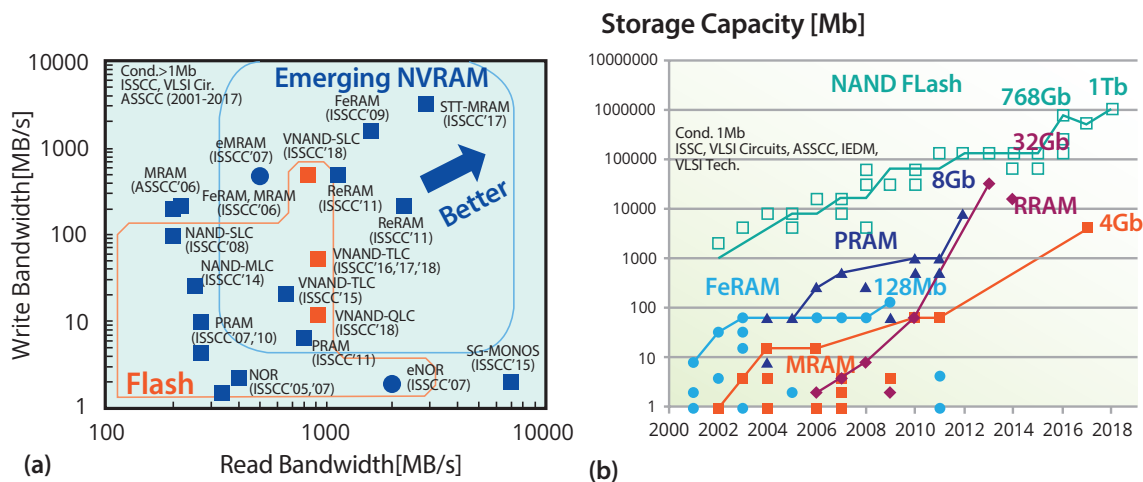 10000
1000
100
10
1
Write Bandwidth[MB/s]
Cond.>1Mb
ISSCC, VLSI Cir.
ASSCC (2001-2017)
Emerging NVRAM
FeRAM
(ISSCC'09)
STT-MRAM
(ISSCC'17)
eMRAM
(ISSCC'07)
VNAND-SLC
(ISSCC'18)
MRAM
(ASSCC'06)
FeRAM, MRAM
(ISSCC'06)
ReRAM
(ISSCC'11)
Better
ReRAM
(ISSCC'11)
NAND-SLC
(ISSCC'08)
VNAND-TLC
(ISSCC'16,'17,'18)
NAND-MLC
(ISSCC'14)
VNAND-TLC
(ISSCC'15)
VNAND-QLC
(ISSCC'18)
PRAM
(ISSCC'07,'10)
PRAM
(ISSCC'11)
SG-MONOS
(ISSCC'15)
Flash
NOR
(ISSCC'05,'07)
eNOR
(ISSCC'07)
100
1000
10000
Read Bandwidth[MB/s]
(a)
Storage Capacity [Mb]
10000000
1000000
100000
10000
1000
100
10
1
NAND FLash
768Gb
1Tb
Cond. 1Mb
ISSC, VLSI Circuits, ASSCC, IEDM,
VLSI Tech.
32Gb
8Gb
RRAM
4Gb
PRAM
FeRAM
128Mb
MRAM
2000
2002
2004
2006
2008
2010
2012
2014
2016
2018
(b)